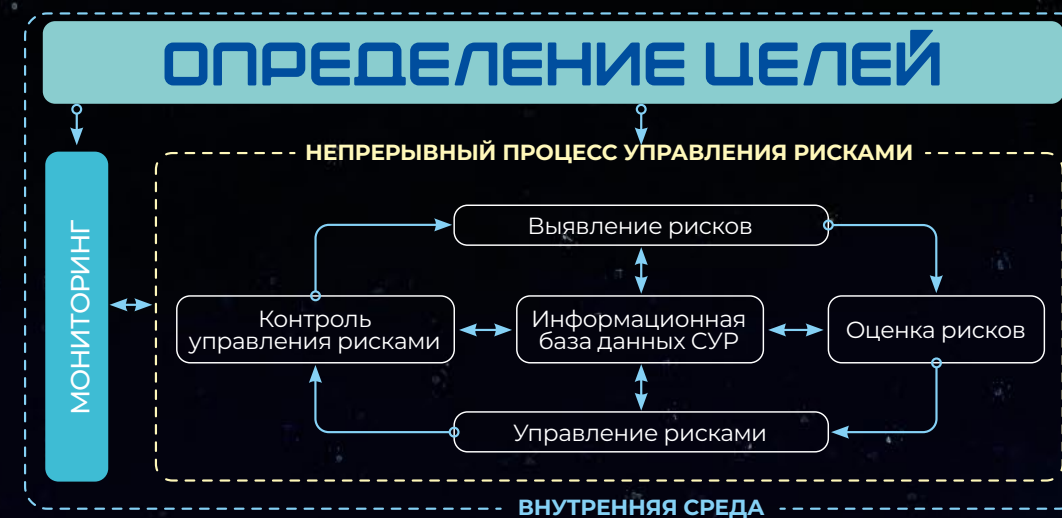 ОПРЕДЕЛЕНИЕ ЦЕЛЕЙ
НЕПРЕРЫВНЫЙ ПРОЦЕСС УПРАВЛЕНИЯ РИСКАМИ
МОНИТОРИНГ
Выявление рисков
Контроль
управления рисками
Информационная
база данных СУР
Оценка рисков
Управление рисками
ВНУТРЕННЯЯ СРЕДА